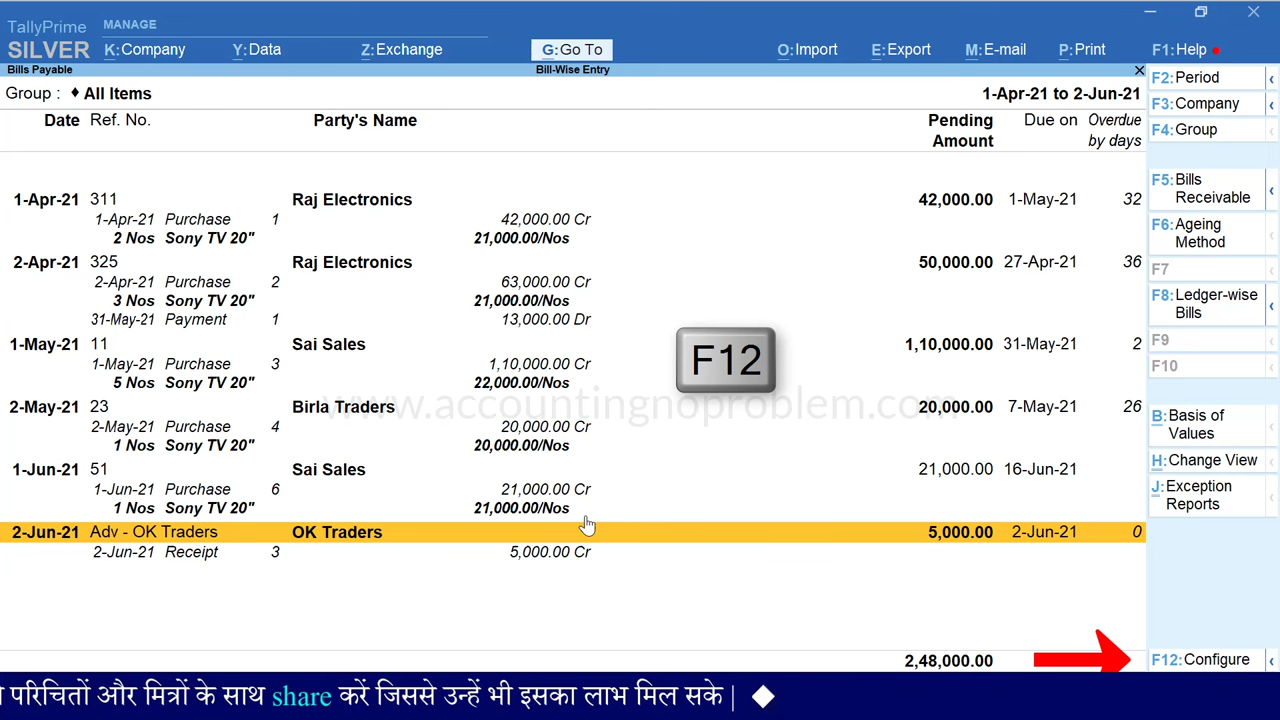 TallyPrime MANAGE
SILVER K:Company Y:Data Z:Exchange G:Go To O:Import E:Export M:E-mail P:Print F1:Help
Bills Payable Bill-Wise Entry
Group : ♦ All Items 1-Apr-21 to 2-Jun-21
Date Ref. No. Party's Name Pending Due on Overdue
Amount by days
1-Apr-21 311 Raj Electronics 42,000.00 1-May-21 32
1-Apr-21 Purchase 1 42,000.00 Cr
2 Nos Sony TV 20" 21,000.00/Nos
2-Apr-21 325 Raj Electronics 50,000.00 27-Apr-21 36
2-Apr-21 Purchase 2 63,000.00 Cr
3 Nos Sony TV 20" 21,000.00/Nos
31-May-21 Payment 1 13,000.00 Dr
1-May-21 11 Sai Sales 1,10,000.00 31-May-21 2
1-May-21 Purchase 3 1,10,000.00 Cr
5 Nos Sony TV 20" 22,000.00/Nos
2-May-21 23 Birla Traders 20,000.00 7-May-21 26
2-May-21 Purchase 4 20,000.00 Cr
1 Nos Sony TV 20" 20,000.00/Nos
1-Jun-21 51 Sai Sales 21,000.00 16-Jun-21
1-Jun-21 Purchase 6 21,000.00 Cr
1 Nos Sony TV 20" 21,000.00/Nos
2-Jun-21 Adv - OK Traders OK Traders 5,000.00 2-Jun-21 0
2-Jun-21 Receipt 3 5,000.00 Cr
2,48,000.00
F12
www.accountingnoproblem.com
F2:Period
F3:Company
F4:Group
F5:Bills
Receivable
F6:Ageing
Method
F7
F8:Ledger-wise
Bills
F9
F10
B:Basis of
Values
H:Change View
J:Exception
Reports
F12:Configure
परिचितों और मित्रों के साथ share करें जिससे उन्हें भी इसका लाभ मिल सके |